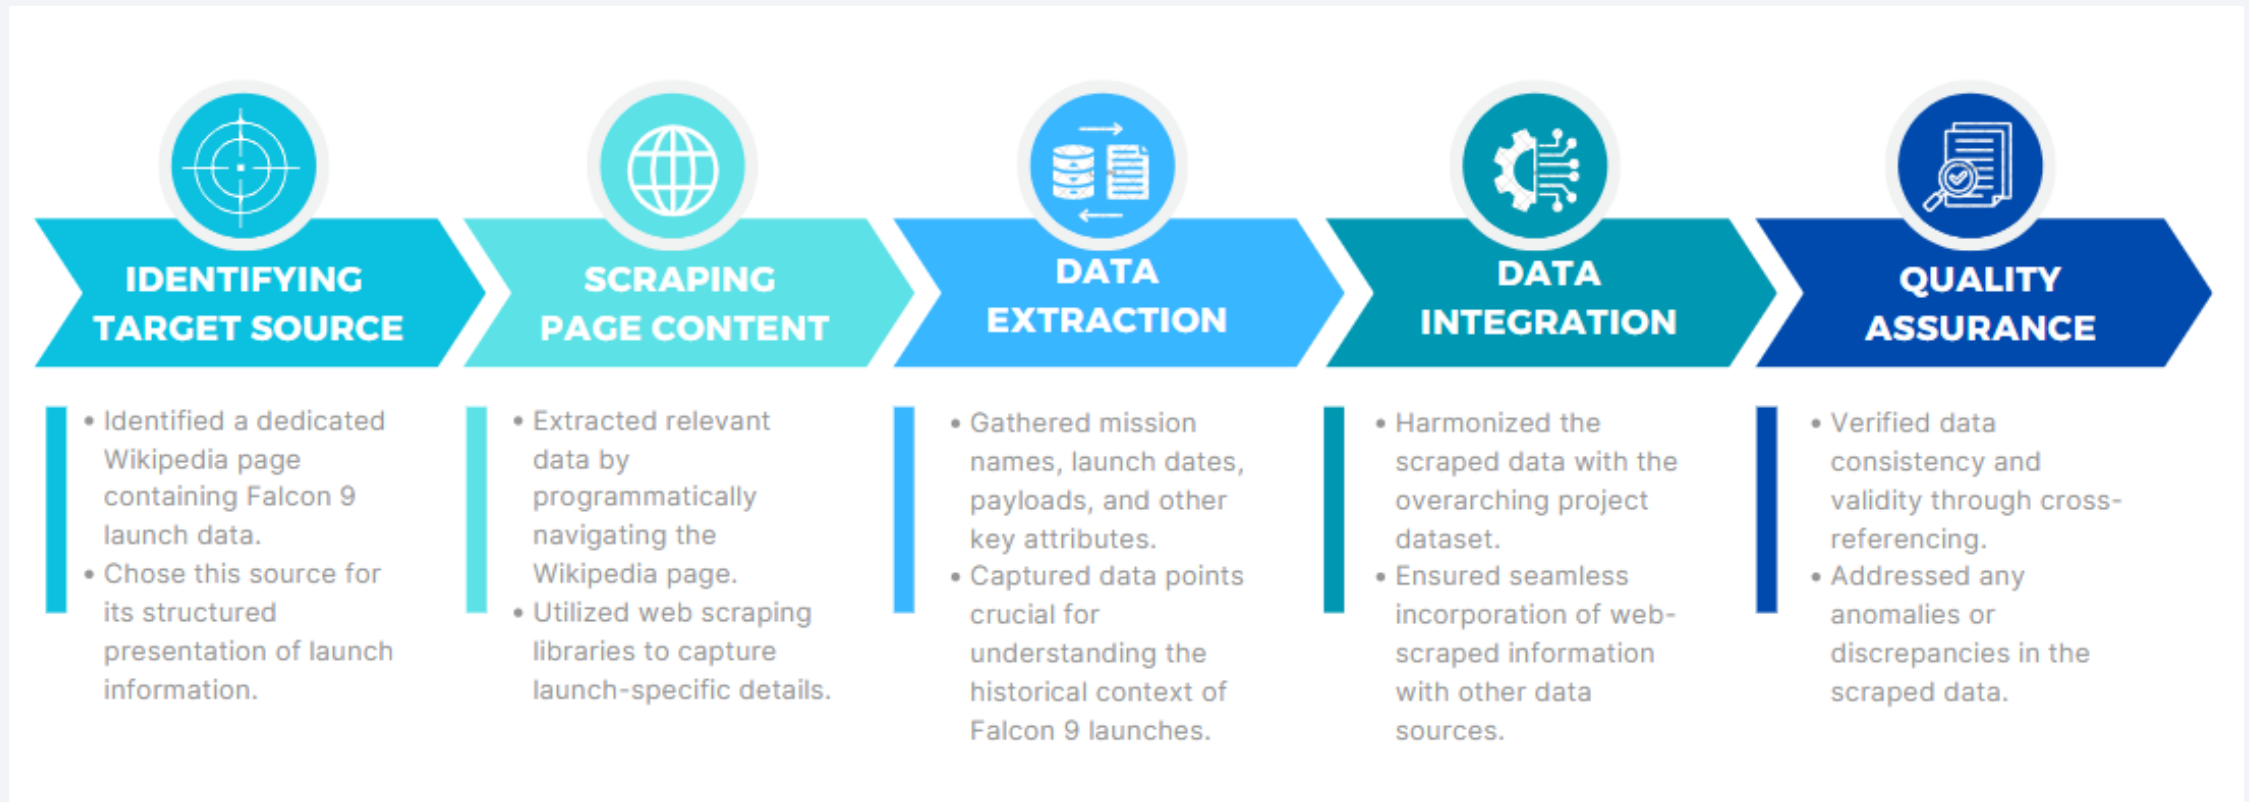 IDENTIFYING
TARGET SOURCE
• Identified a dedicated
Wikipedia page
containing Falcon 9
launch data.
• Chose this source for
its structured
presentation of launch
information.
SCRAPING
PAGE CONTENT
• Extracted relevant
data by
programmatically
navigating the
Wikipedia page.
• Utilized web scraping
libraries to capture
launch-specific details.
DATA
EXTRACTION
• Gathered mission
names, launch dates,
payloads, and other
key attributes.
• Captured data points
crucial for
understanding the
historical context of
Falcon 9 launches.
DATA
INTEGRATION
• Harmonized the
scraped data with the
overarching project
dataset.
• Ensured seamless
incorporation of web-
scraped information
with other data
sources.
QUALITY
ASSURANCE
• Verified data
consistency and
validity through cross-
referencing.
• Addressed any
anomalies or
discrepancies in the
scraped data.